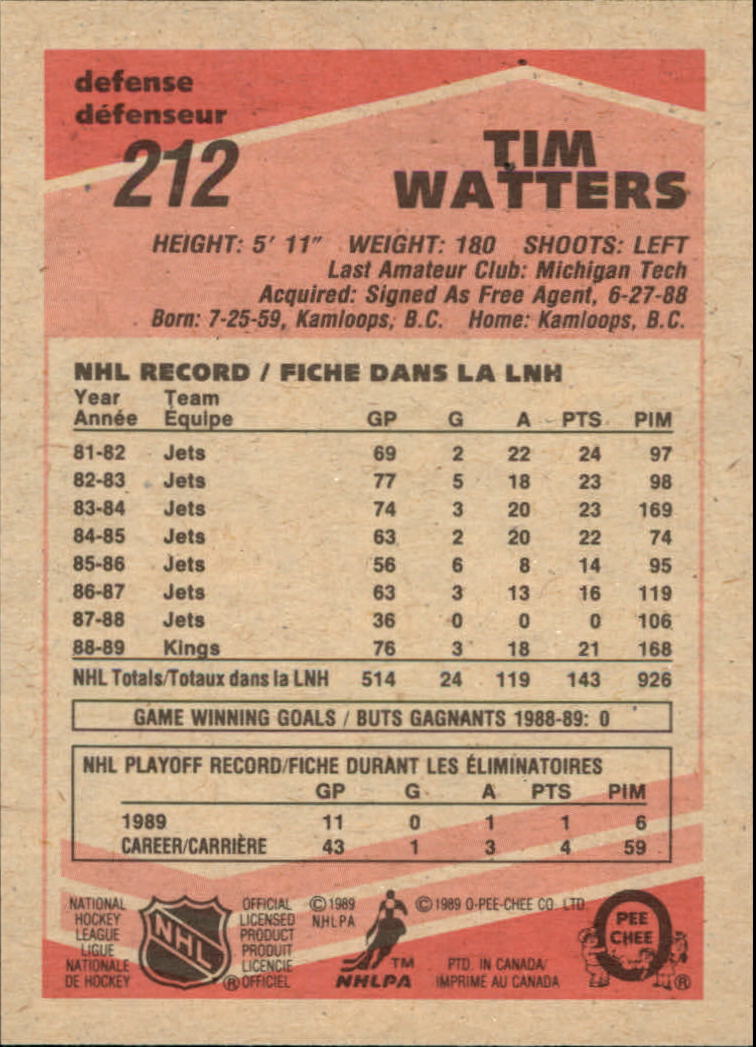 defense
défenseur
212
TIM
WATTERS
HEIGHT: 5' 11" WEIGHT: 180 SHOOTS: LEFT
Last Amateur Club: Michigan Tech
Acquired: Signed As Free Agent, 6-27-88
Born: 7-25-59, Kamloops, B.C. Home: Kamloops, B.C.
NHL RECORD / FICHE DANS LA LNH
Year Team
Année Équipe GP G A PTS PIM
81-82 Jets 69 2 22 24 97
82-83 Jets 77 5 18 23 98
83-84 Jets 74 3 20 23 169
84-85 Jets 63 2 20 22 74
85-86 Jets 56 6 8 14 95
86-87 Jets 63 3 13 16 119
87-88 Jets 36 0 0 0 106
88-89 Kings 76 3 18 21 168
NHL Totals/Totaux dans la LNH 514 24 119 143 926
GAME WINNING GOALS / BUTS GAGNANTS 1988-89: 0
NHL PLAYOFF RECORD/FICHE DURANT LES ÉLIMINATOIRES
GP G A PTS PIM
1989 11 0 1 1 6
CAREER/CARRIÈRE 43 1 3 4 59
NATIONAL
HOCKEY
LEAGUE
LIGUE
NATIONALE
DE HOCKEY
NHL
®
OFFICIAL
LICENSED
PRODUCT
PRODUIT
LICENCIE
OFFICIEL
©1989
NHLPA
TM
NHLPA
©1989 O-PEE-CHEE CO. LTD.
PTD. IN CANADA/
IMPRIMÉ AU CANADA
PEE
CHEE
®